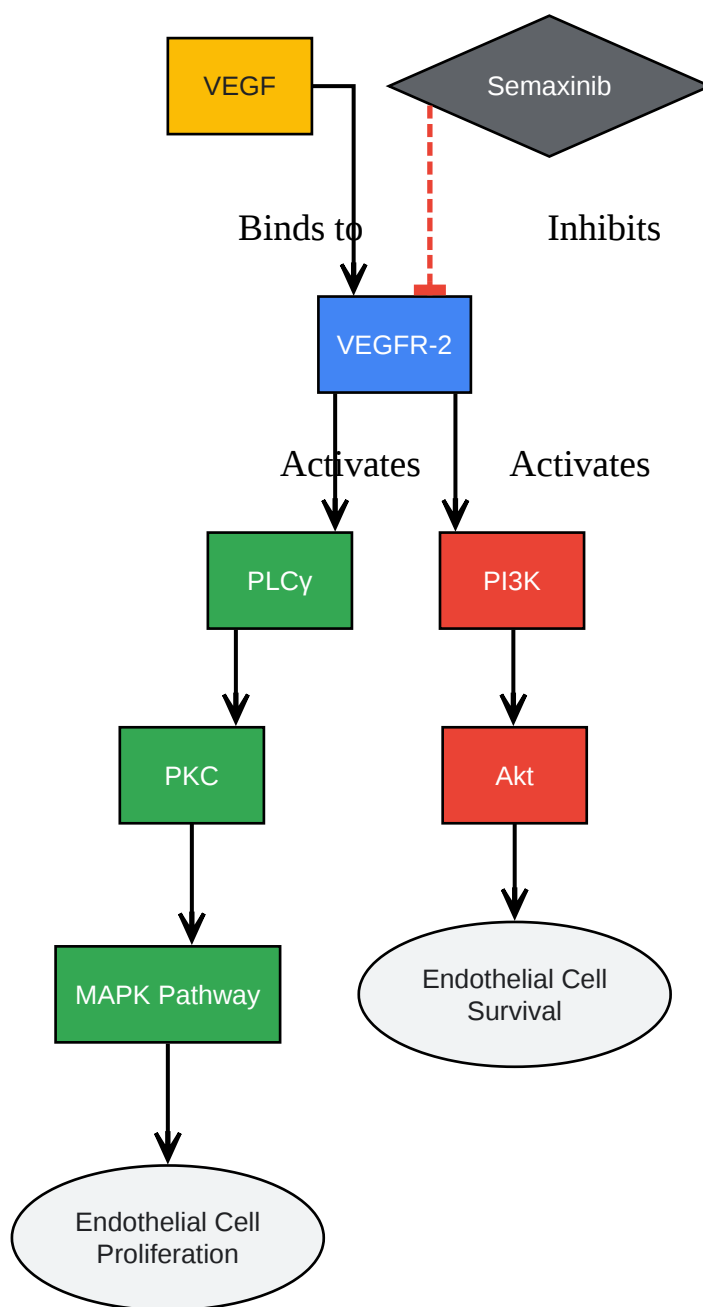 VEGF
Semaxinib
Binds to
Inhibits
VEGFR-2
Activates
Activates
PLCγ
PI3K
PKC
Akt
MAPK Pathway
Endothelial Cell
Survival
Endothelial Cell
Proliferation